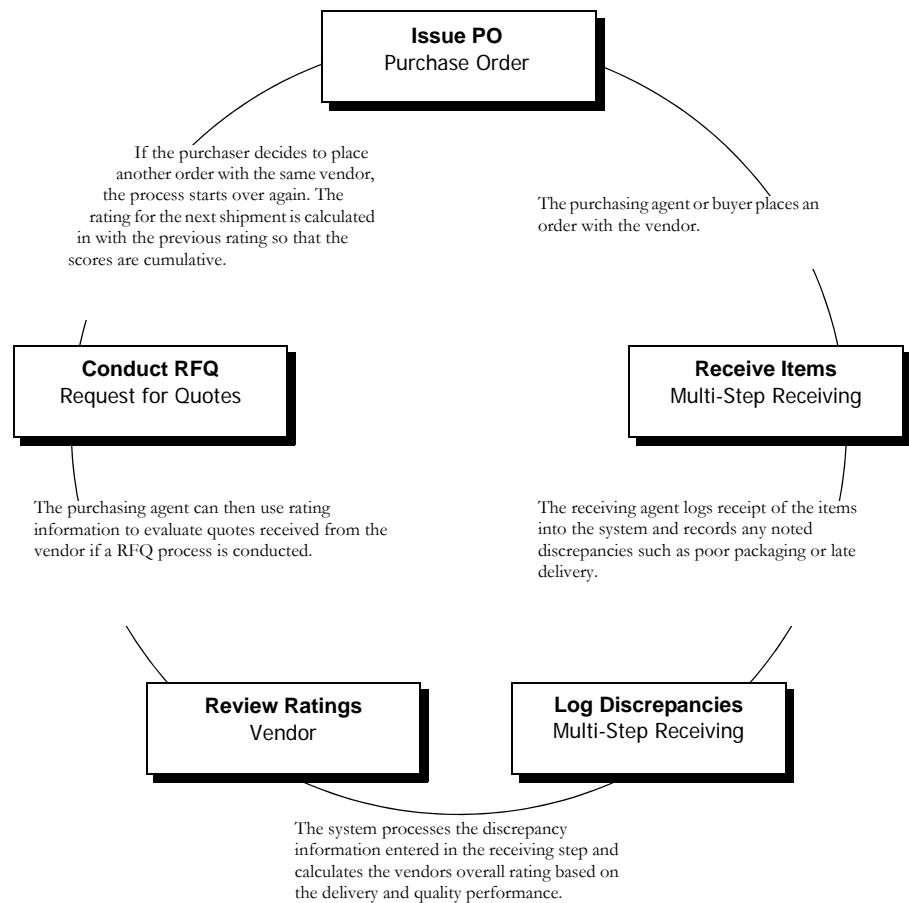 Issue PO
Purchase Order
If the purchaser decides to place
another order with the same vendor,
the process starts over again. The
rating for the next shipment is calculated
in with the previous rating so that the
scores are cumulative.
The purchasing agent or buyer places an
order with the vendor.
Conduct RFQ
Request for Quotes
Receive Items
Multi-Step Receiving
The purchasing agent can then use rating
information to evaluate quotes received from the
vendor if a RFQ process is conducted.
The receiving agent logs receipt of the items
into the system and records any noted
discrepancies such as poor packaging or late
delivery.
Review Ratings
Vendor
Log Discrepancies
Multi-Step Receiving
The system processes the discrepancy
information entered in the receiving step and
calculates the vendors overall rating based on
the delivery and quality performance.